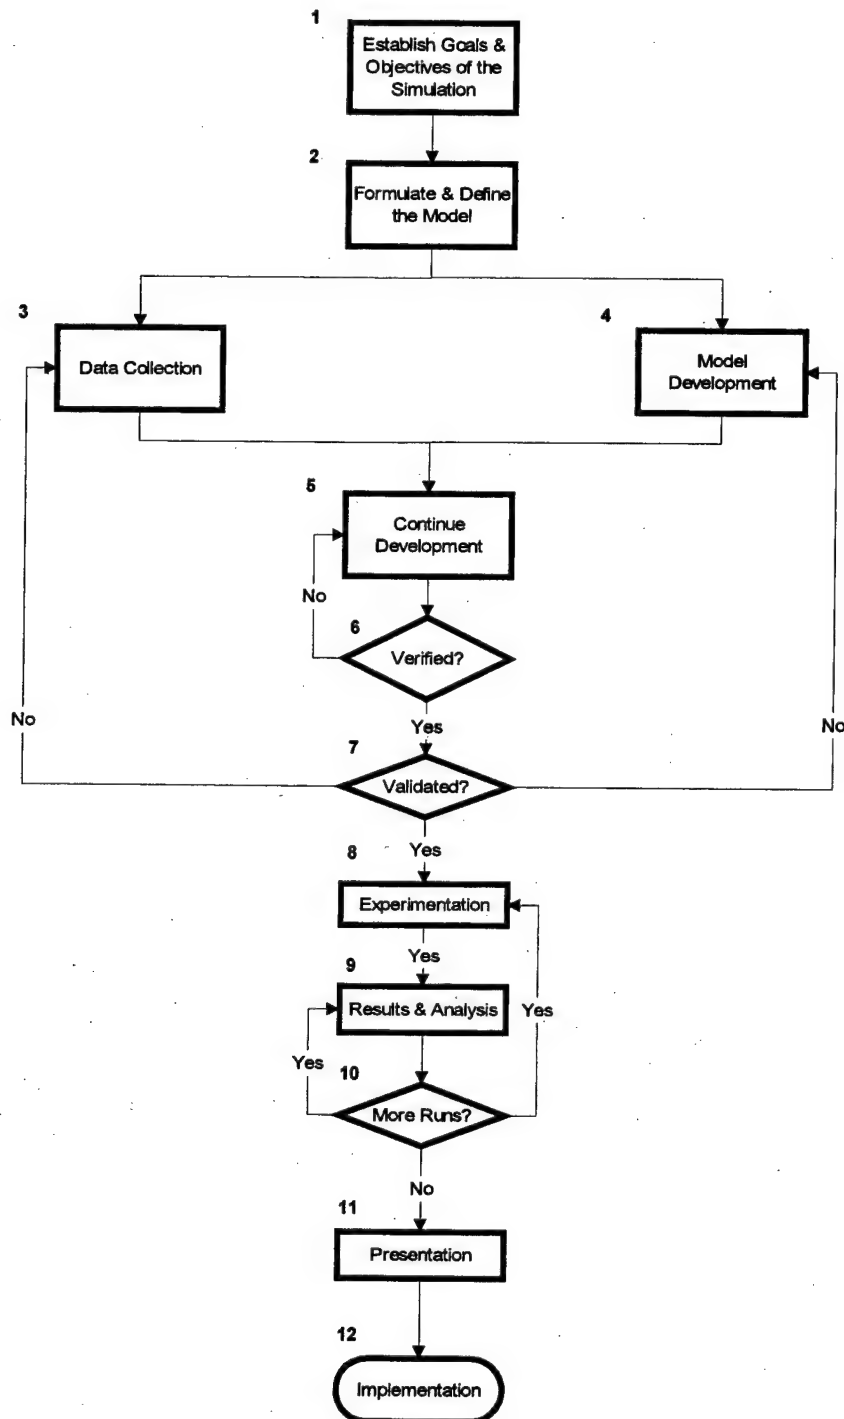 1
Establish Goals &
Objectives of the
Simulation
2
Formulate & Define
the Model
3
Data Collection
4
Model
Development
5
Continue
Development
No
6
Verified?
Yes
No
No
7
Validated?
Yes
8
Experimentation
Yes
9
Results & Analysis
Yes
Yes
10
More Runs?
No
11
Presentation
12
Implementation